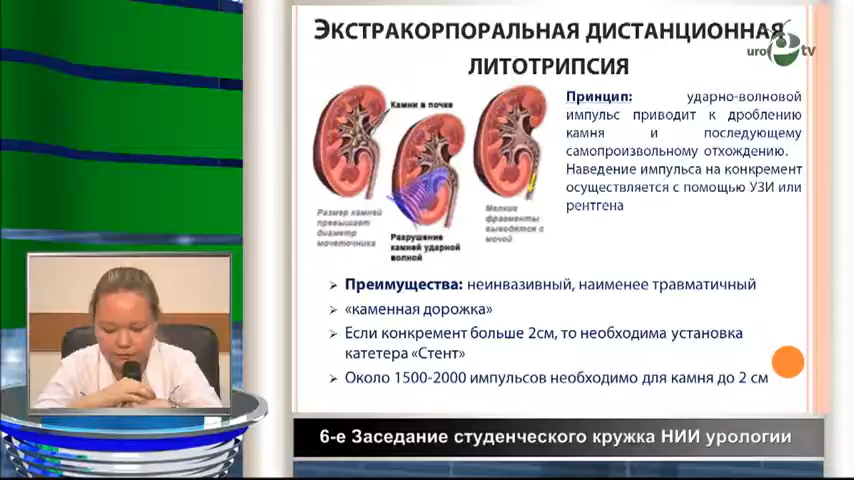 ЭКСТРАКОРПОРАЛЬНАЯ ДИСТАНЦИОННАЯ
ЛИТОТРИПСИЯ
uro tv
Камни в почке
Размер камней
превышает
диаметр
мочеточника
Разрушение
камней ударной
волной
Мелкие
фрагменты
выводятся с
мочой
Принцип: ударно-волновой
импульс приводит к дроблению
камня и последующему
самопроизвольному отхождению.
Наведение импульса на конкремент
осуществляется с помощью УЗИ или
рентгена
Преимущества: неинвазивный, наименее травматичный
«каменная дорожка»
Если конкремент больше 2см, то необходима установка
катетера «Стент»
Около 1500-2000 импульсов необходимо для камня до 2 см
6-е Заседание студенческого кружка НИИ урологии